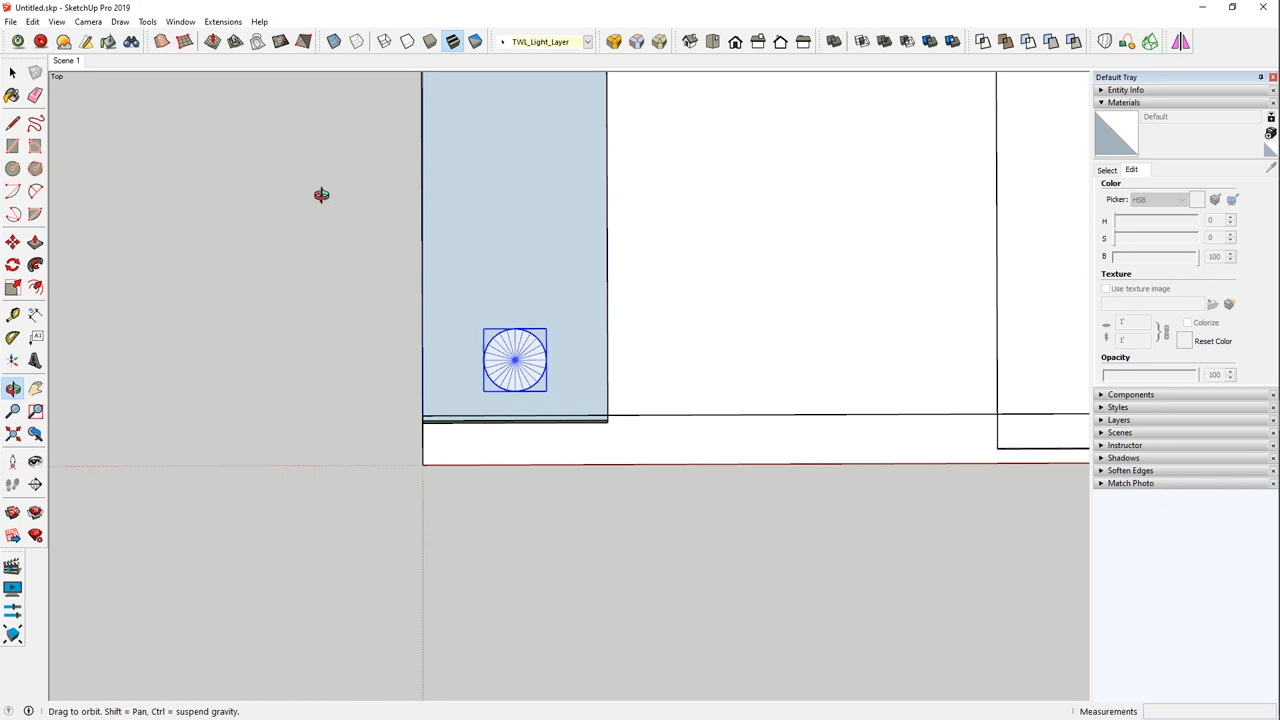 Untitled.skp - SketchUp Pro 2019
File Edit View Camera Draw Tools Window Extensions Help
TWL_Light_Layer
Scene 1
Top
AI
Default Tray
Entity Info
Materials
Default
Select Edit
Color
Picker: HSB
H 0
S 0
B 100
Texture
Use texture image
1'
Colorize
1'
Reset Color
Opacity
100
Components
Styles
Layers
Scenes
Instructor
Shadows
Soften Edges
Match Photo
Drag to orbit. Shift = Pan, Ctrl = suspend gravity.
Measurements